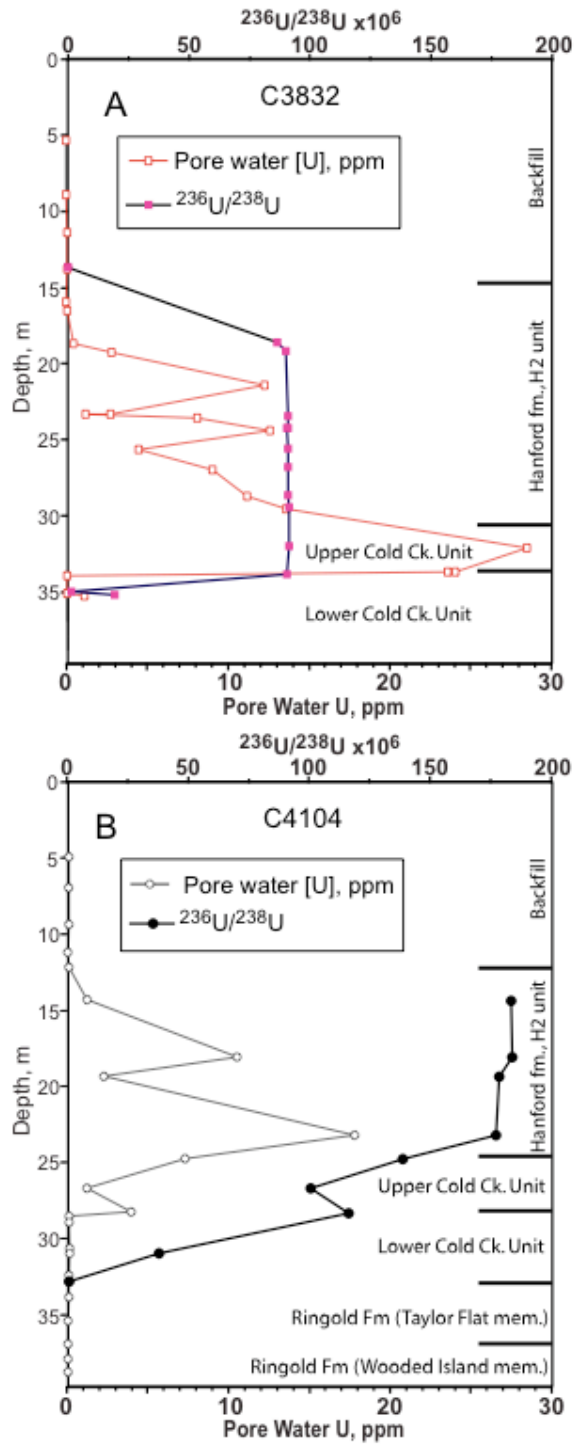 ²³⁶U/²³⁸U x10⁶
0 50 100 150 200
A
C3832
Pore water [U], ppm
²³⁶U/²³⁸U
0
5
10
15
20
25
30
35
Depth, m
Backfill
Hanford fm., H2 unit
Upper Cold Ck. Unit
Lower Cold Ck. Unit
0 10 20 30
Pore Water U, ppm
²³⁶U/²³⁸U x10⁶
0 50 100 150 200
B
C4104
Pore water [U], ppm
²³⁶U/²³⁸U
0
5
10
15
20
25
30
35
Depth, m
Backfill
Hanford fm., H2 unit
Upper Cold Ck. Unit
Lower Cold Ck. Unit
Ringold Fm (Taylor Flat mem.)
Ringold Fm (Wooded Island mem.)
0 10 20 30
Pore Water U, ppm